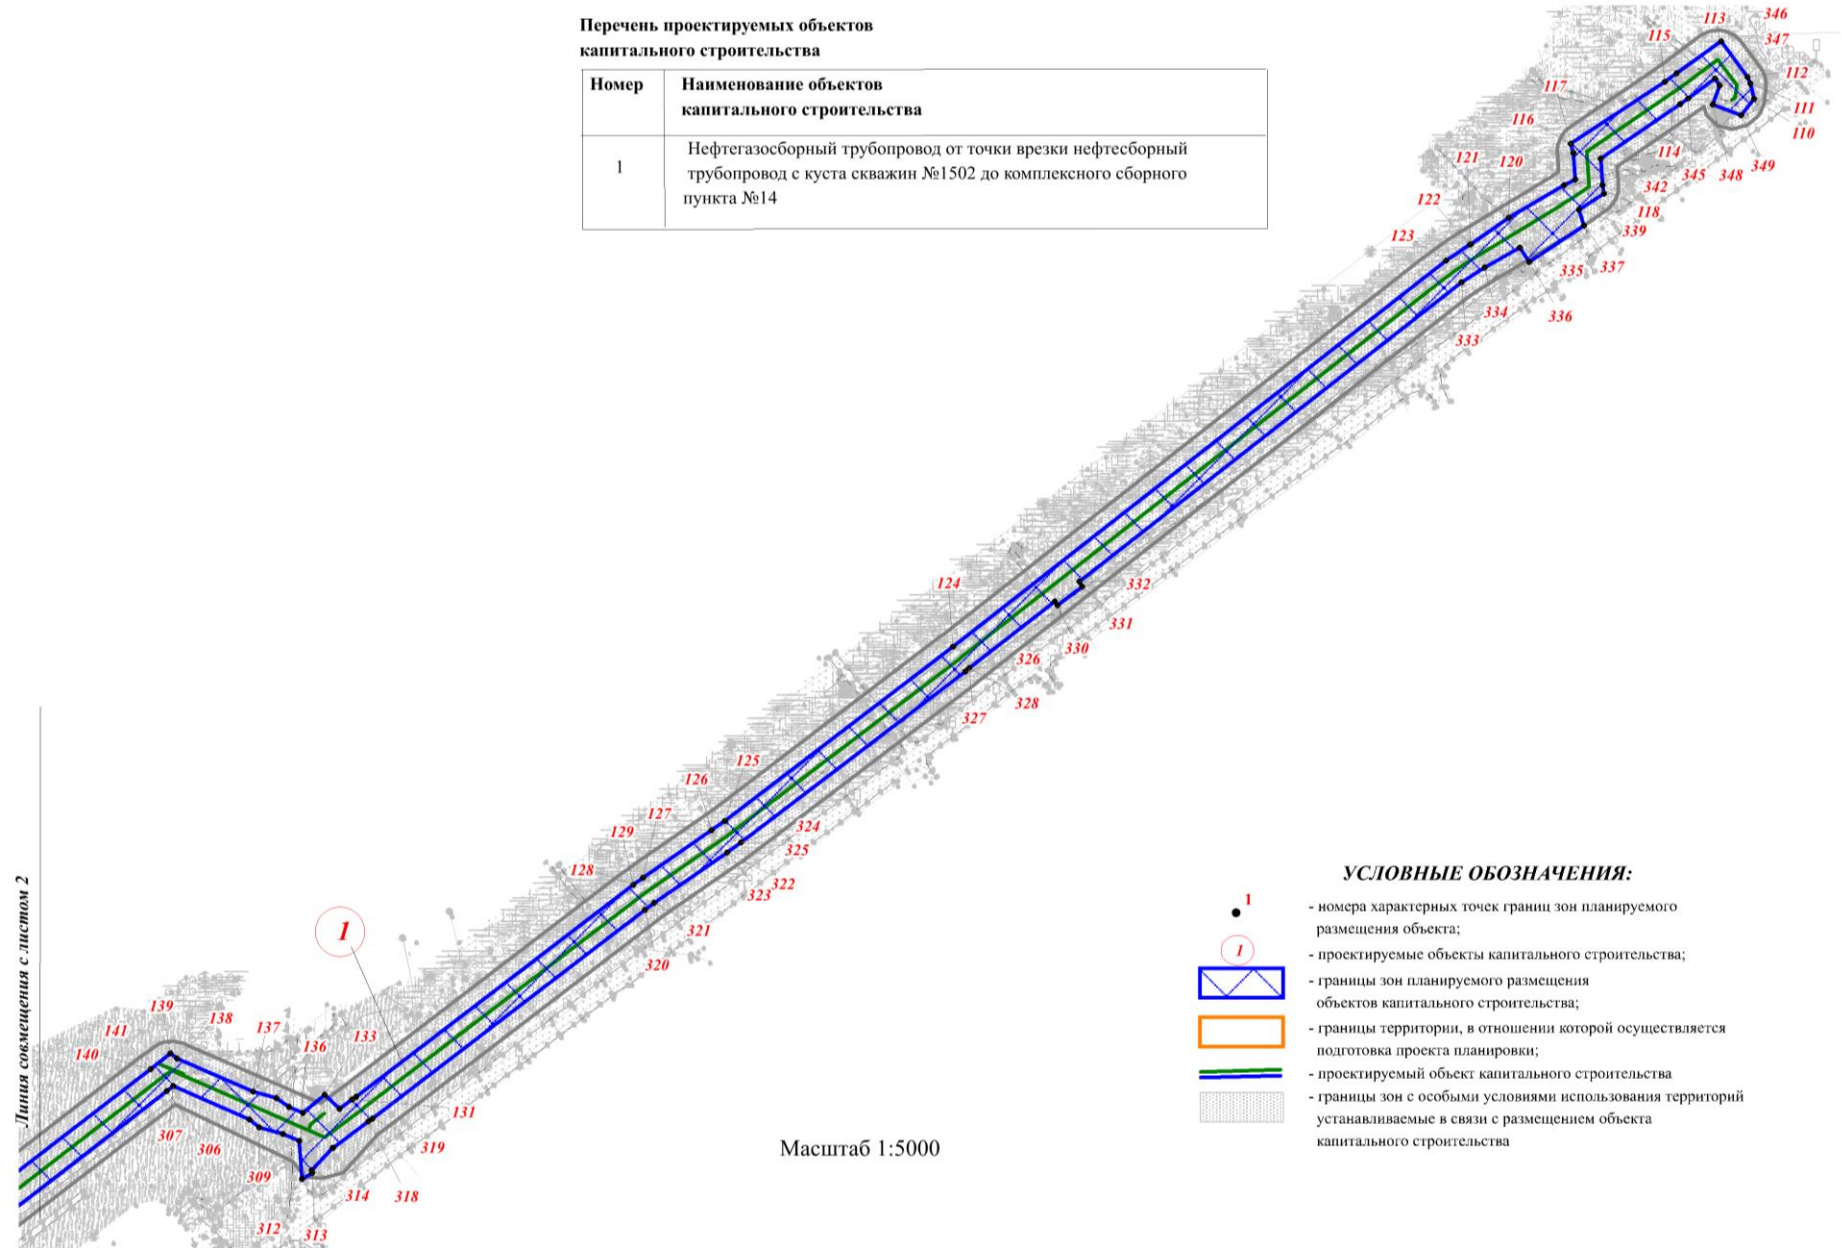 Перечень проектируемых объектов
капитального строительства
Номер
Наименование объектов
капитального строительства
1
Нефтегазосборный трубопровод от точки врезки нефтесборный
трубопровод с куста скважин №1502 до комплексного сборного
пункта №14
113
346
347
115
112
111
110
117
116
114
349
348
345
342
121
120
118
339
122
123
335
337
334
336
333
124
332
331
330
326
328
327
125
126
127
324
129
325
128
322
323
321
320
1
Линия совмещения с листом 2
139
138
141
137
133
140
136
131
307
306
319
309
314
318
312
313
Масштаб 1:5000
УСЛОВНЫЕ ОБОЗНАЧЕНИЯ:
1
- номера характерных точек границ зон планируемого
размещения объекта;
1
- проектируемые объекты капитального строительства;
- границы зон планируемого размещения
объектов капитального строительства;
- границы территории, в отношении которой осуществляется
подготовка проекта планировки;
- проектируемый объект капитального строительства
- границы зон с особыми условиями использования территорий
устанавливаемые в связи с размещением объекта
капитального строительства